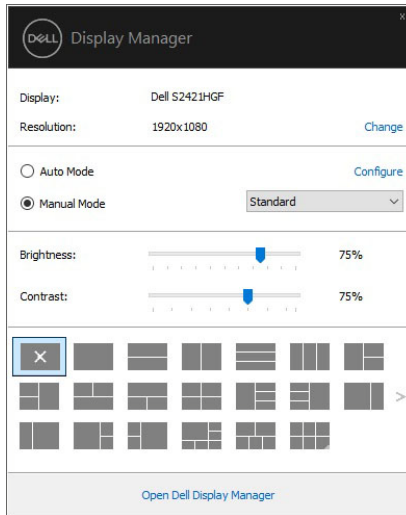 x
DELL Display Manager
Display: Dell S2421HGF
Resolution: 1920x1080 Change
Auto Mode Configure
Manual Mode Standard
Brightness: 75%
Contrast: 75%
Open Dell Display Manager